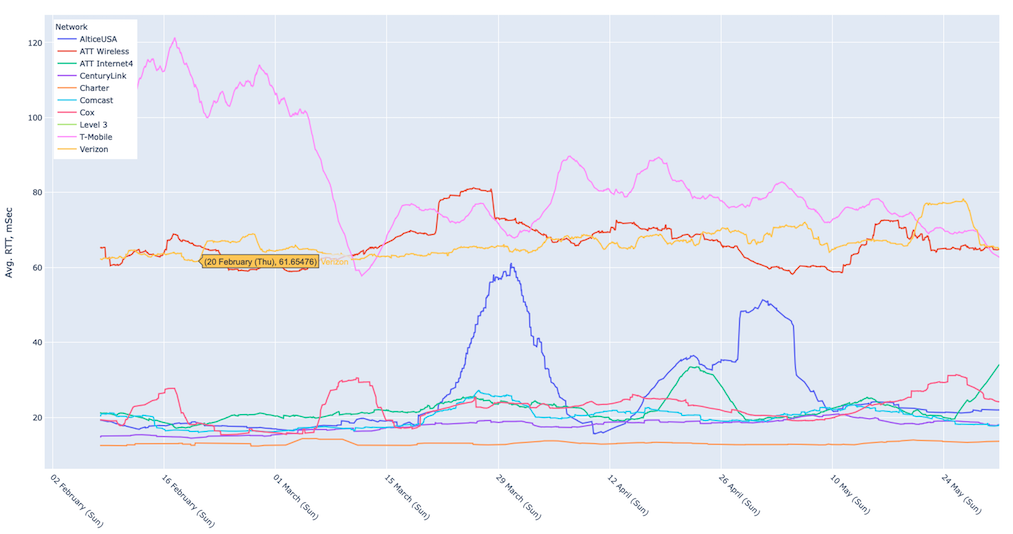 Network
AlticeUSA
ATT Wireless
ATT Internet4
CenturyLink
Charter
Comcast
Cox
Level 3
T-Mobile
Verizon
120
100
80
60
40
20
Avg. RTT, mSec
(20 February (Thu), 61.65476) Verizon
02 February (Sun)
16 February (Sun)
01 March (Sun)
15 March (Sun)
29 March (Sun)
12 April (Sun)
26 April (Sun)
10 May (Sun)
24 May (Sun)